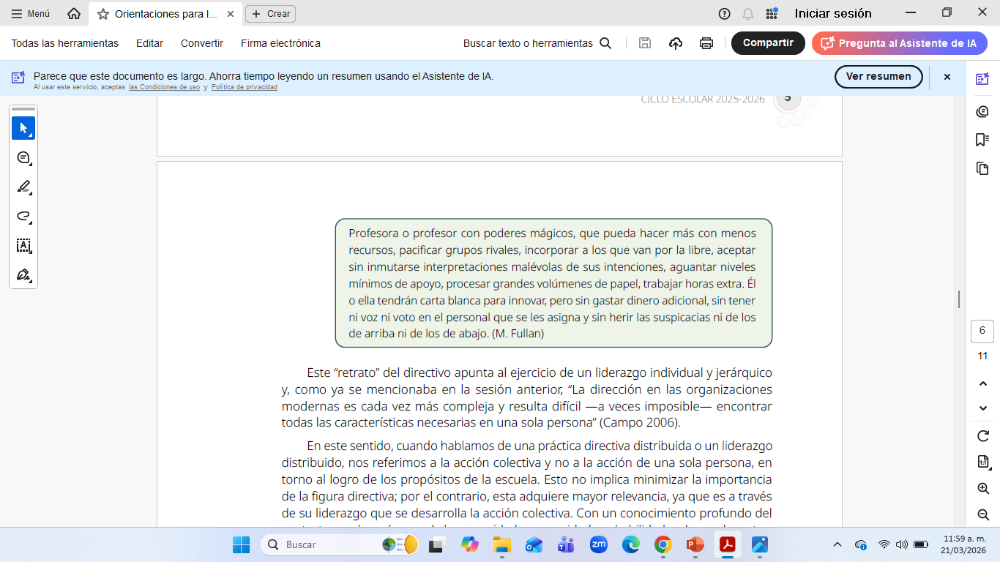 Menú
Orientaciones para l...
Crear
Iniciar sesión
Todas las herramientas
Editar
Convertir
Firma electrónica
Buscar texto o herramientas
Compartir
Pregunta al Asistente de IA
Parece que este documento es largo. Ahorra tiempo leyendo un resumen usando el Asistente de IA.
Al usar este servicio, aceptas las Condiciones de uso y Política de privacidad
Ver resumen
CICLO ESCOLAR 2025-2026
Profesora o profesor con poderes mágicos, que pueda hacer más con menos
recursos, pacificar grupos rivales, incorporar a los que van por la libre, aceptar
sin inmutarse interpretaciones malévolas de sus intenciones, aguantar niveles
mínimos de apoyo, procesar grandes volúmenes de papel, trabajar horas extra. Él
o ella tendrán carta blanca para innovar, pero sin gastar dinero adicional, sin tener
ni voz ni voto en el personal que se les asigna y sin herir las suspicacias ni de los
de arriba ni de los de abajo. (M. Fullan)
Este “retrato” del directivo apunta al ejercicio de un liderazgo individual y jerárquico
y, como ya se mencionaba en la sesión anterior, “La dirección en las organizaciones
modernas es cada vez más compleja y resulta difícil —a veces imposible— encontrar
todas las características necesarias en una sola persona” (Campo 2006).
En este sentido, cuando hablamos de una práctica directiva distribuida o un liderazgo
distribuido, nos referimos a la acción colectiva y no a la acción de una sola persona, en
torno al logro de los propósitos de la escuela. Esto no implica minimizar la importancia
de la figura directiva; por el contrario, esta adquiere mayor relevancia, ya que es a través
de su liderazgo que se desarrolla la acción colectiva. Con un conocimiento profundo del
6
11
1:1
Buscar
zm
11:59 a. m.
21/03/2026